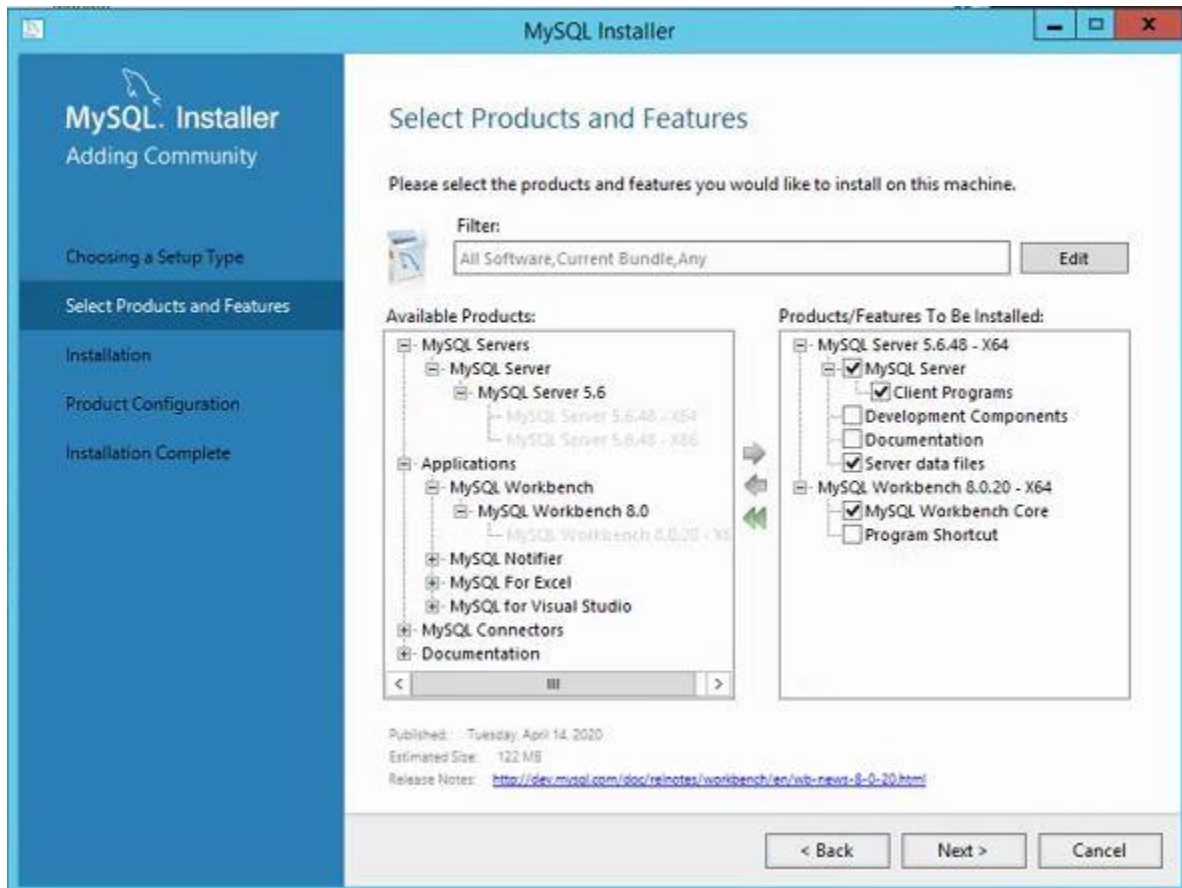 MySQL Installer
MySQL. Installer
Adding Community
Choosing a Setup Type
Select Products and Features
Installation
Product Configuration
Installation Complete
Select Products and Features
Please select the products and features you would like to install on this machine.
Filter:
All Software,Current Bundle,Any
Edit
Available Products:
MySQL Servers
MySQL Server
MySQL Server 5.6
MySQL Server 5.6.48 - X64
MySQL Server 5.6.48 - X86
Applications
MySQL Workbench
MySQL Workbench 8.0
MySQL Workbench 8.0.20 - X6
MySQL Notifier
MySQL For Excel
MySQL for Visual Studio
MySQL Connectors
Documentation
Products/Features To Be Installed:
MySQL Server 5.6.48 - X64
MySQL Server
Client Programs
Development Components
Documentation
Server data files
MySQL Workbench 8.0.20 - X64
MySQL Workbench Core
Program Shortcut
Published: Tuesday, April 14, 2020
Estimated Size: 122 MB
Release Notes: http://dev.mysql.com/doc/relnotes/workbench/en/wb-news-8-0-20.html
< Back
Next >
Cancel